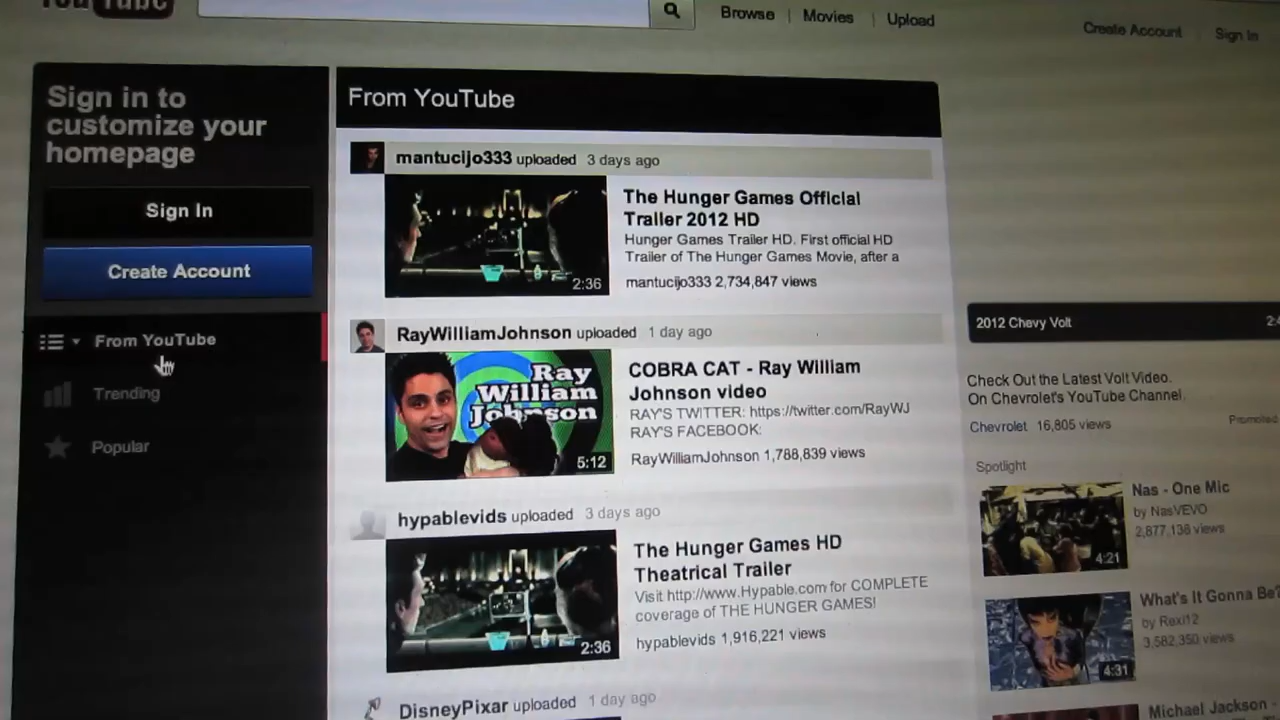 YouTube
Browse | Movies | Upload
Create Account
Sign In
Sign in to
customize your
homepage
Sign In
Create Account
From YouTube
Trending
Popular
From YouTube
mantucijo333 uploaded 3 days ago
2:36
The Hunger Games Official
Trailer 2012 HD
Hunger Games Trailer HD. First official HD
Trailer of The Hunger Games Movie, after a
mantucijo333 2,734,847 views
RayWilliamJohnson uploaded 1 day ago
Ray
William
Johnson
5:12
COBRA CAT - Ray William
Johnson video
RAY'S TWITTER: https://twitter.com/RayWJ
RAY'S FACEBOOK:
RayWilliamJohnson 1,788,839 views
hypablevids uploaded 3 days ago
2:36
The Hunger Games HD
Theatrical Trailer
Visit http://www.Hypable.com for COMPLETE
coverage of THE HUNGER GAMES!
hypablevids 1,916,221 views
DisneyPixar uploaded 1 day ago
2012 Chevy Volt
Check Out the Latest Volt Video.
On Chevrolet's YouTube Channel.
Chevrolet 16,805 views
Promoted
Spotlight
4:21
Nas - One Mic
by NasVEVO
2,877,136 views
4:31
What's It Gonna
by Rexi12
3,582,350 views
Michael Jackson -